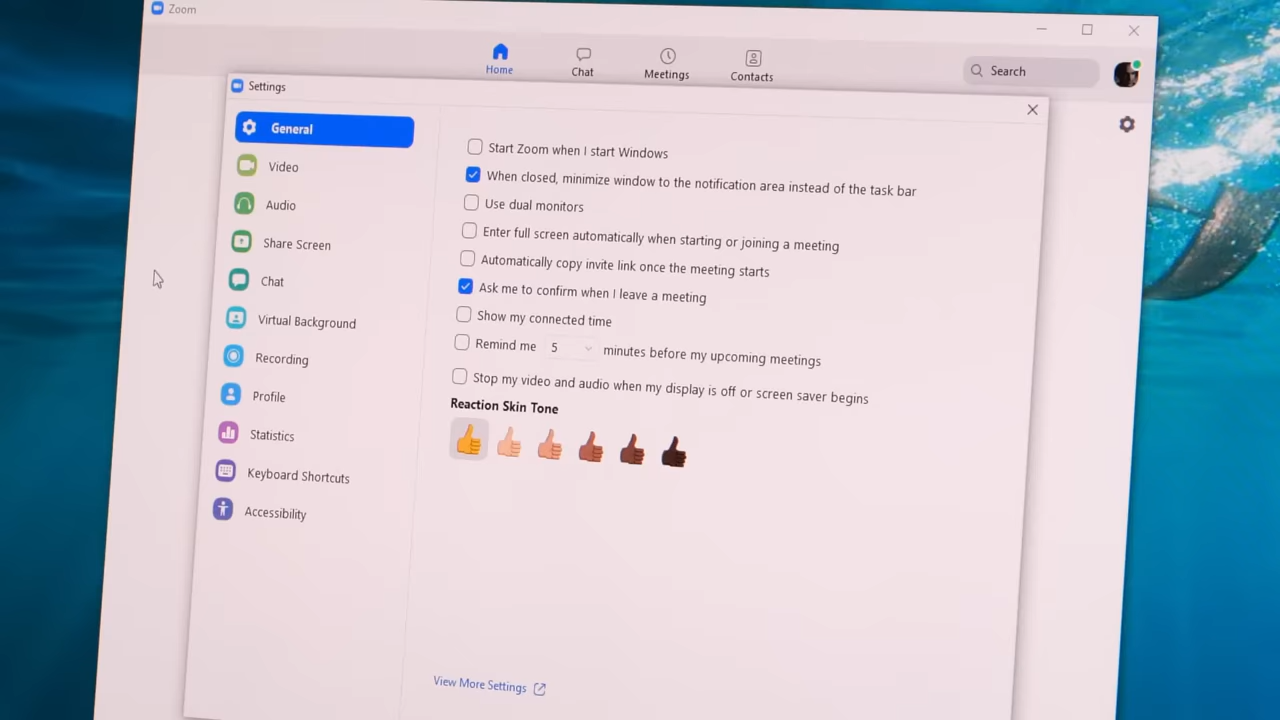 Zoom
Home
Chat
Meetings
Contacts
Search
Settings
General
Video
Audio
Share Screen
Chat
Virtual Background
Recording
Profile
Statistics
Keyboard Shortcuts
Accessibility
Start Zoom when I start Windows
When closed, minimize window to the notification area instead of the task bar
Use dual monitors
Enter full screen automatically when starting or joining a meeting
Automatically copy invite link once the meeting starts
Ask me to confirm when I leave a meeting
Show my connected time
Remind me 5 minutes before my upcoming meetings
Stop my video and audio when my display is off or screen saver begins
Reaction Skin Tone
View More Settings